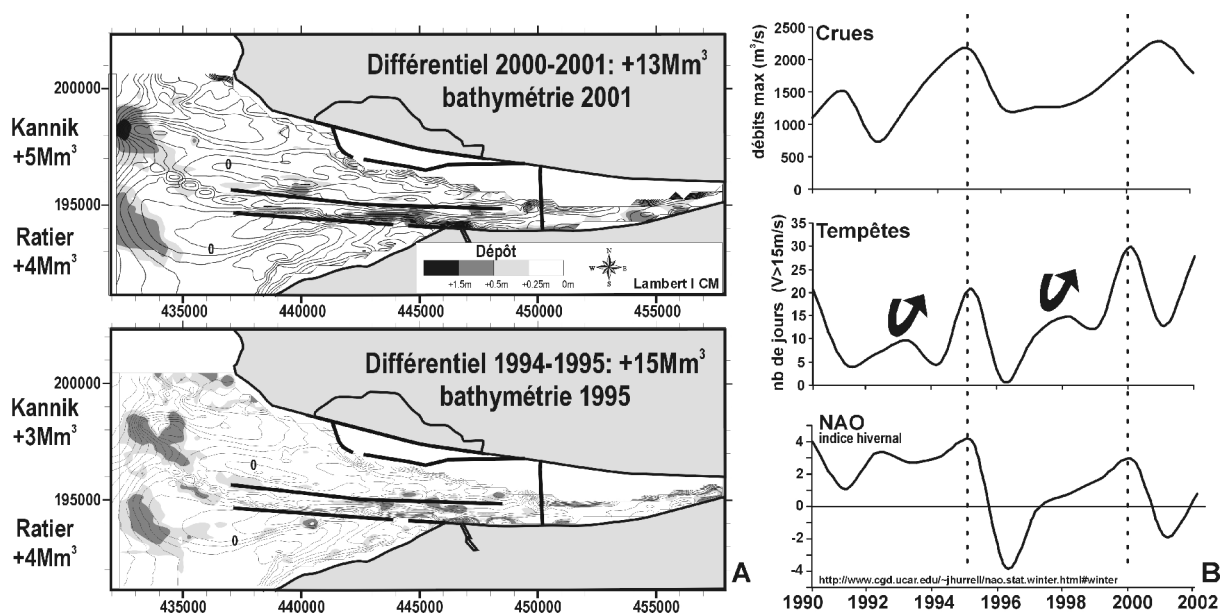 Différentiel 2000-2001: +13Mm³
bathymétrie 2001
200000
195000
Kannik
+5Mm³
Ratier
+4Mm³
0
0
Dépôt
+1.5m +0.5m +0.25m 0m
N
W E
S
Lambert I CM
435000 440000 445000 450000 455000
Différentiel 1994-1995: +15Mm³
bathymétrie 1995
200000
195000
Kannik
+3Mm³
Ratier
+4Mm³
0
0
435000 440000 445000 450000 455000
A
Crues
débits max (m³/s)
2500
2000
1500
1000
500
0
Tempêtes
nb de jours (V>15m/s)
35
30
25
20
15
10
5
0
NAO
indice hivernal
4
2
0
-2
-4
http://www.cgd.ucar.edu/~jhurrell/nao.stat.winter.html#winter
1990 1992 1994 1996 1998 2000 2002
B